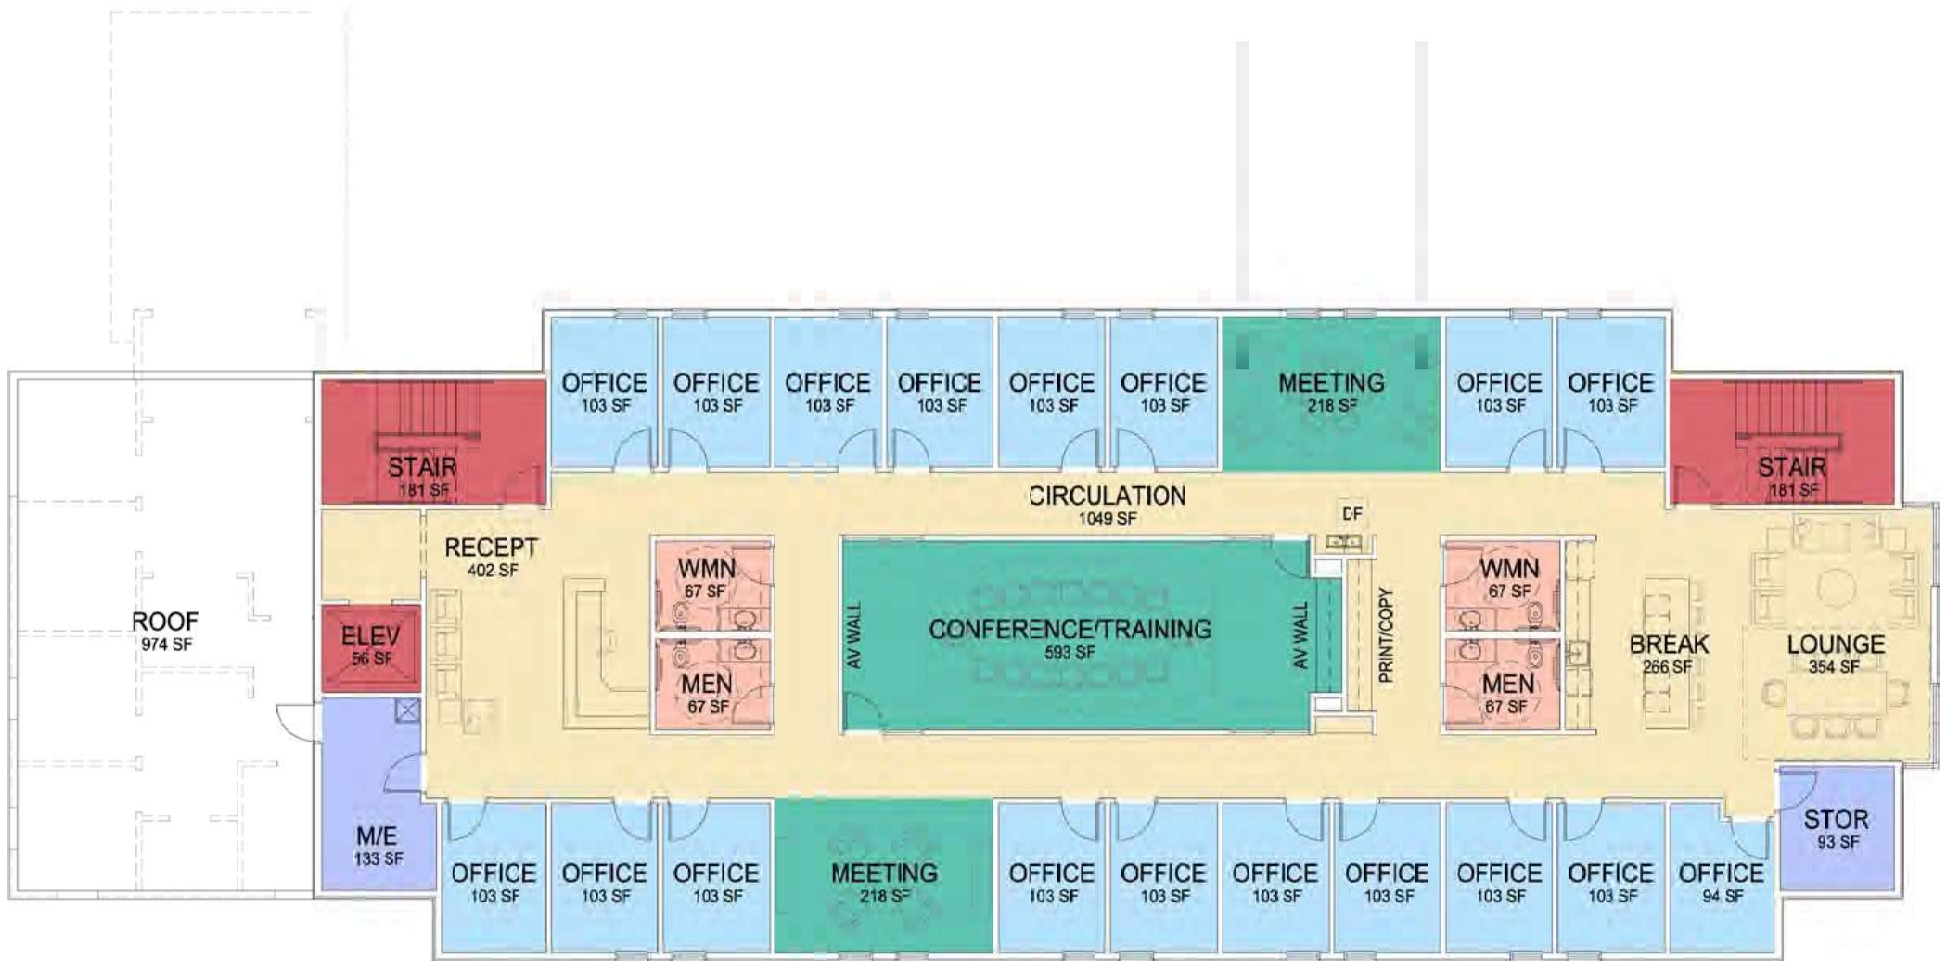 OFFICE
103 SF
OFFICE
103 SF
OFFICE
103 SF
OFFICE
103 SF
OFFICE
103 SF
OFFICE
103 SF
MEETING
218 SF
OFFICE
103 SF
OFFICE
103 SF
STAIR
181 SF
STAIR
181 SF
CIRCULATION
1049 SF
DF
RECEPT
402 SF
WMN
67 SF
WMN
67 SF
ROOF
974 SF
ELEV
56 SF
AV WALL
CONFERENCE/TRAINING
593 SF
AV WALL
PRINT/COPY
BREAK
266 SF
LOUNGE
354 SF
MEN
67 SF
MEN
67 SF
M/E
133 SF
STOR
93 SF
OFFICE
103 SF
OFFICE
103 SF
OFFICE
103 SF
MEETING
218 SF
OFFICE
103 SF
OFFICE
103 SF
OFFICE
103 SF
OFFICE
103 SF
OFFICE
103 SF
OFFICE
103 SF
OFFICE
94 SF